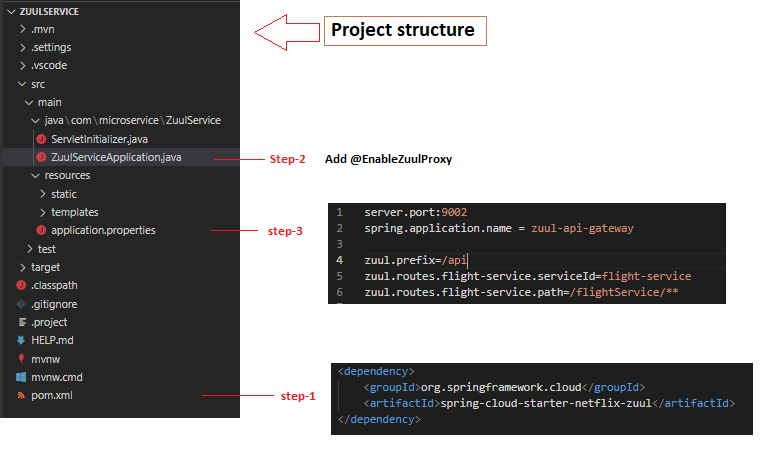 ZUULSERVICE
.mvn
.settings
.vscode
src
main
java\com\microservice\ZuulService
ServletInitializer.java
ZuulServiceApplication.java
resources
static
templates
application.properties
test
target
.classpath
.gitignore
.project
HELP.md
mvnw
mvnw.cmd
pom.xml
Project structure
Step-2 Add @EnableZuulProxy
step-3
1 server.port:9002
2 spring.application.name = zuul-api-gateway
3
4 zuul.prefix=/api
5 zuul.routes.flight-service.serviceId=flight-service
6 zuul.routes.flight-service.path=/flightService/**
step-1
<dependency>
<groupId>org.springframework.cloud</groupId>
<artifactId>spring-cloud-starter-netflix-zuul</artifactId>
</dependency>